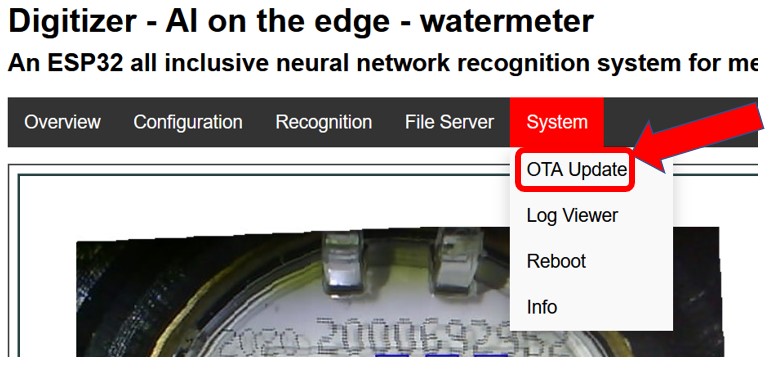 Digitizer - AI on the edge - watermeter
An ESP32 all inclusive neural network recognition system for me
Overview Configuration Recognition File Server System
OTA Update
Log Viewer
Reboot
Info
2020 2000692962